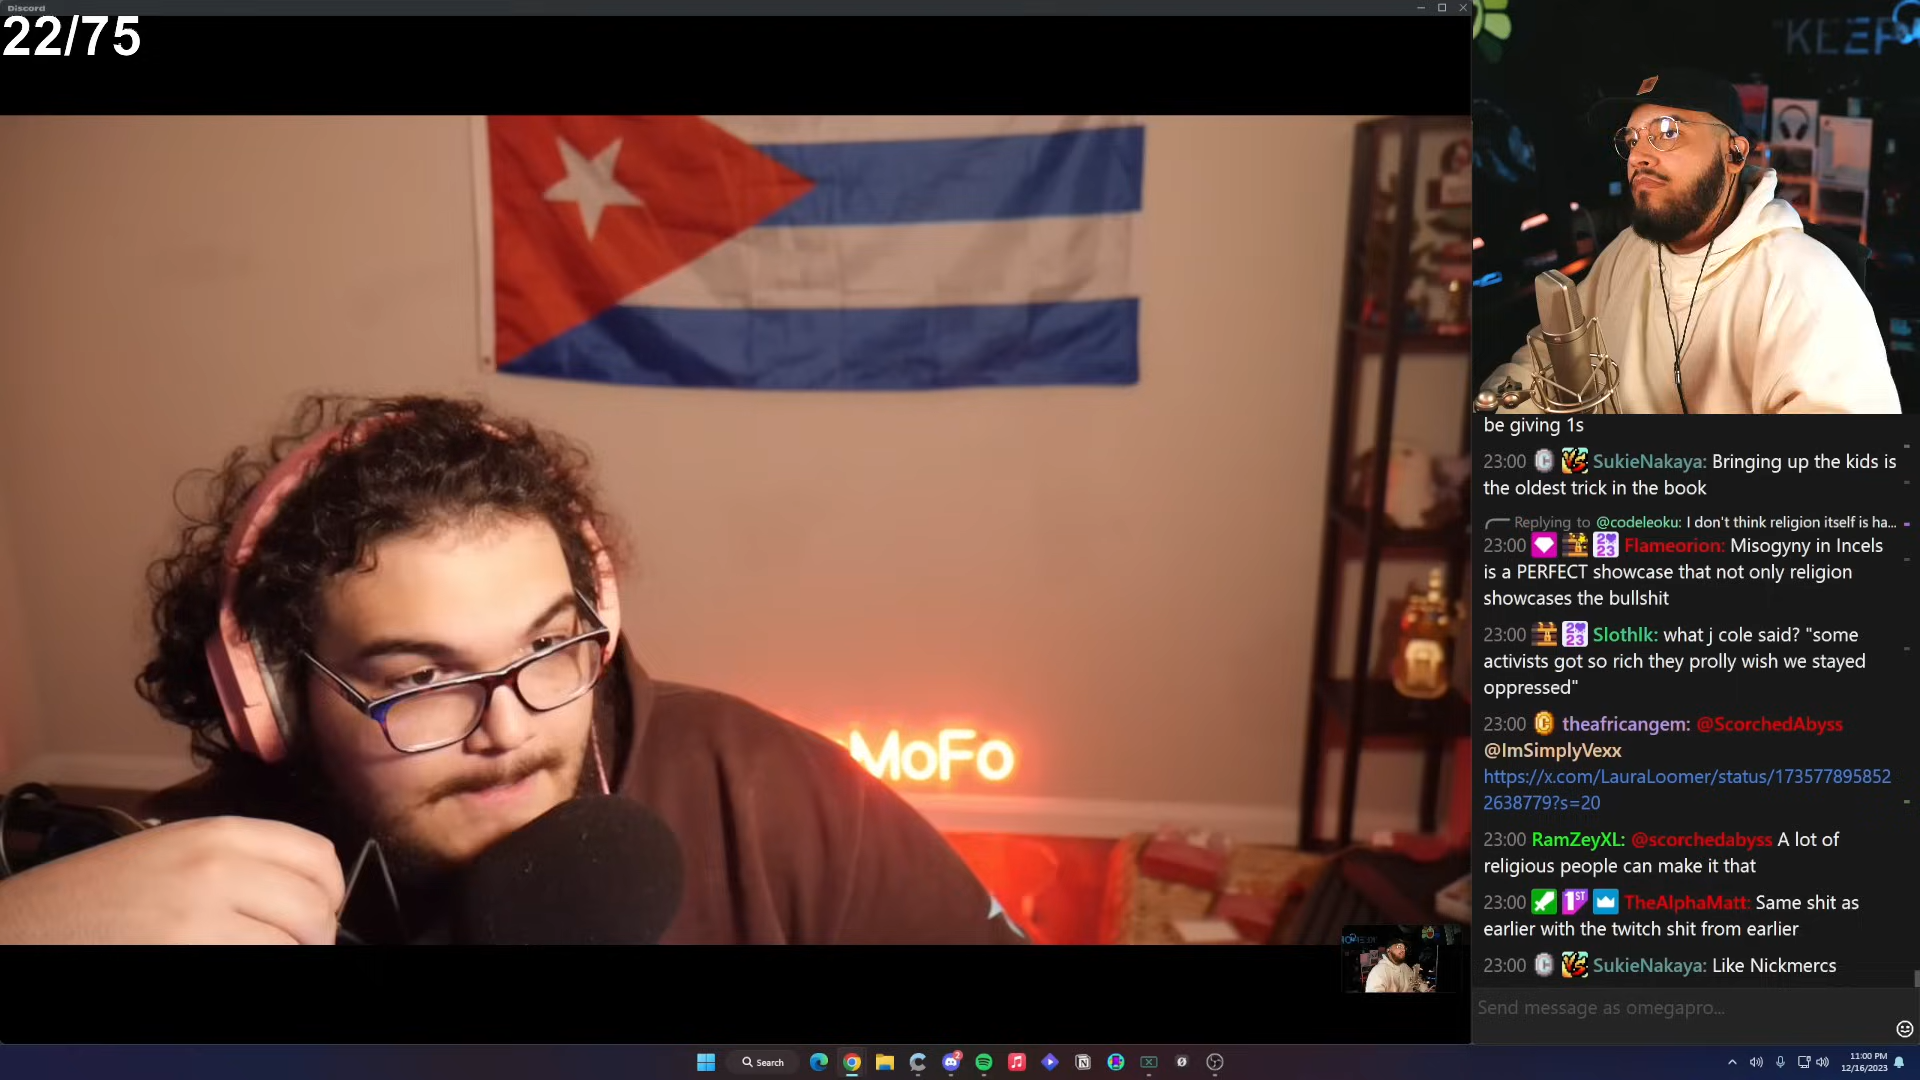 Discord
22/75
"KEEP
MoFo
be giving 1s
23:00 SukieNakaya: Bringing up the kids is
the oldest trick in the book
Replying to @codeleoku: I don't think religion itself is ha...
23:00 2023 Flameorion: Misogyny in Incels
is a PERFECT showcase that not only religion
showcases the bullshit
23:00 2023 Slothlk: what j cole said? "some
activists got so rich they prolly wish we stayed
oppressed"
23:00 theafricangem: @ScorchedAbyss
@ImSimplyVexx
https://x.com/LauraLoomer/status/173577895852
2638779?s=20
23:00 RamZeyXL: @scorchedabyss A lot of
religious people can make it that
23:00 1ST TheAlphaMatt: Same shit as
earlier with the twitch shit from earlier
23:00 SukieNakaya: Like Nickmercs
Send message as omegapro...
Search
2
11:00 PM
12/16/2023